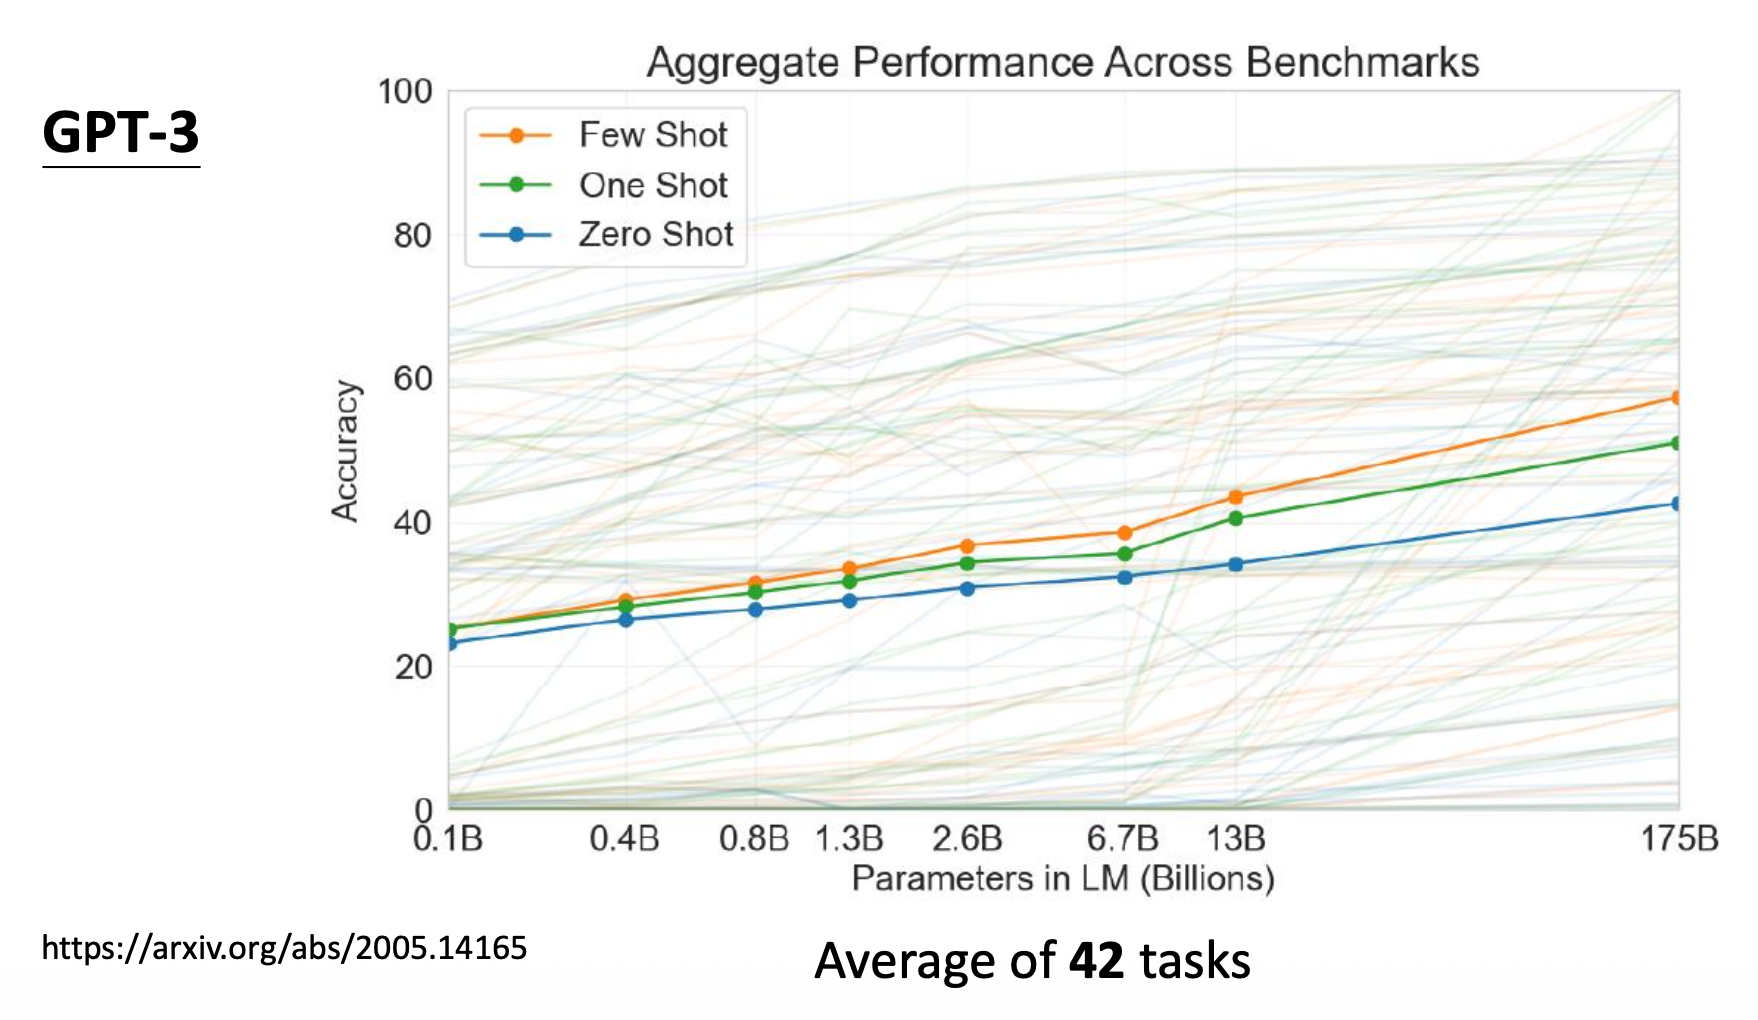 Aggregate Performance Across Benchmarks
GPT-3
100
80
60
40
20
0
Few Shot
One Shot
Zero Shot
Accuracy
0.1B 0.4B 0.8B 1.3B 2.6B 6.7B 13B 175B
Parameters in LM (Billions)
https://arxiv.org/abs/2005.14165
Average of 42 tasks